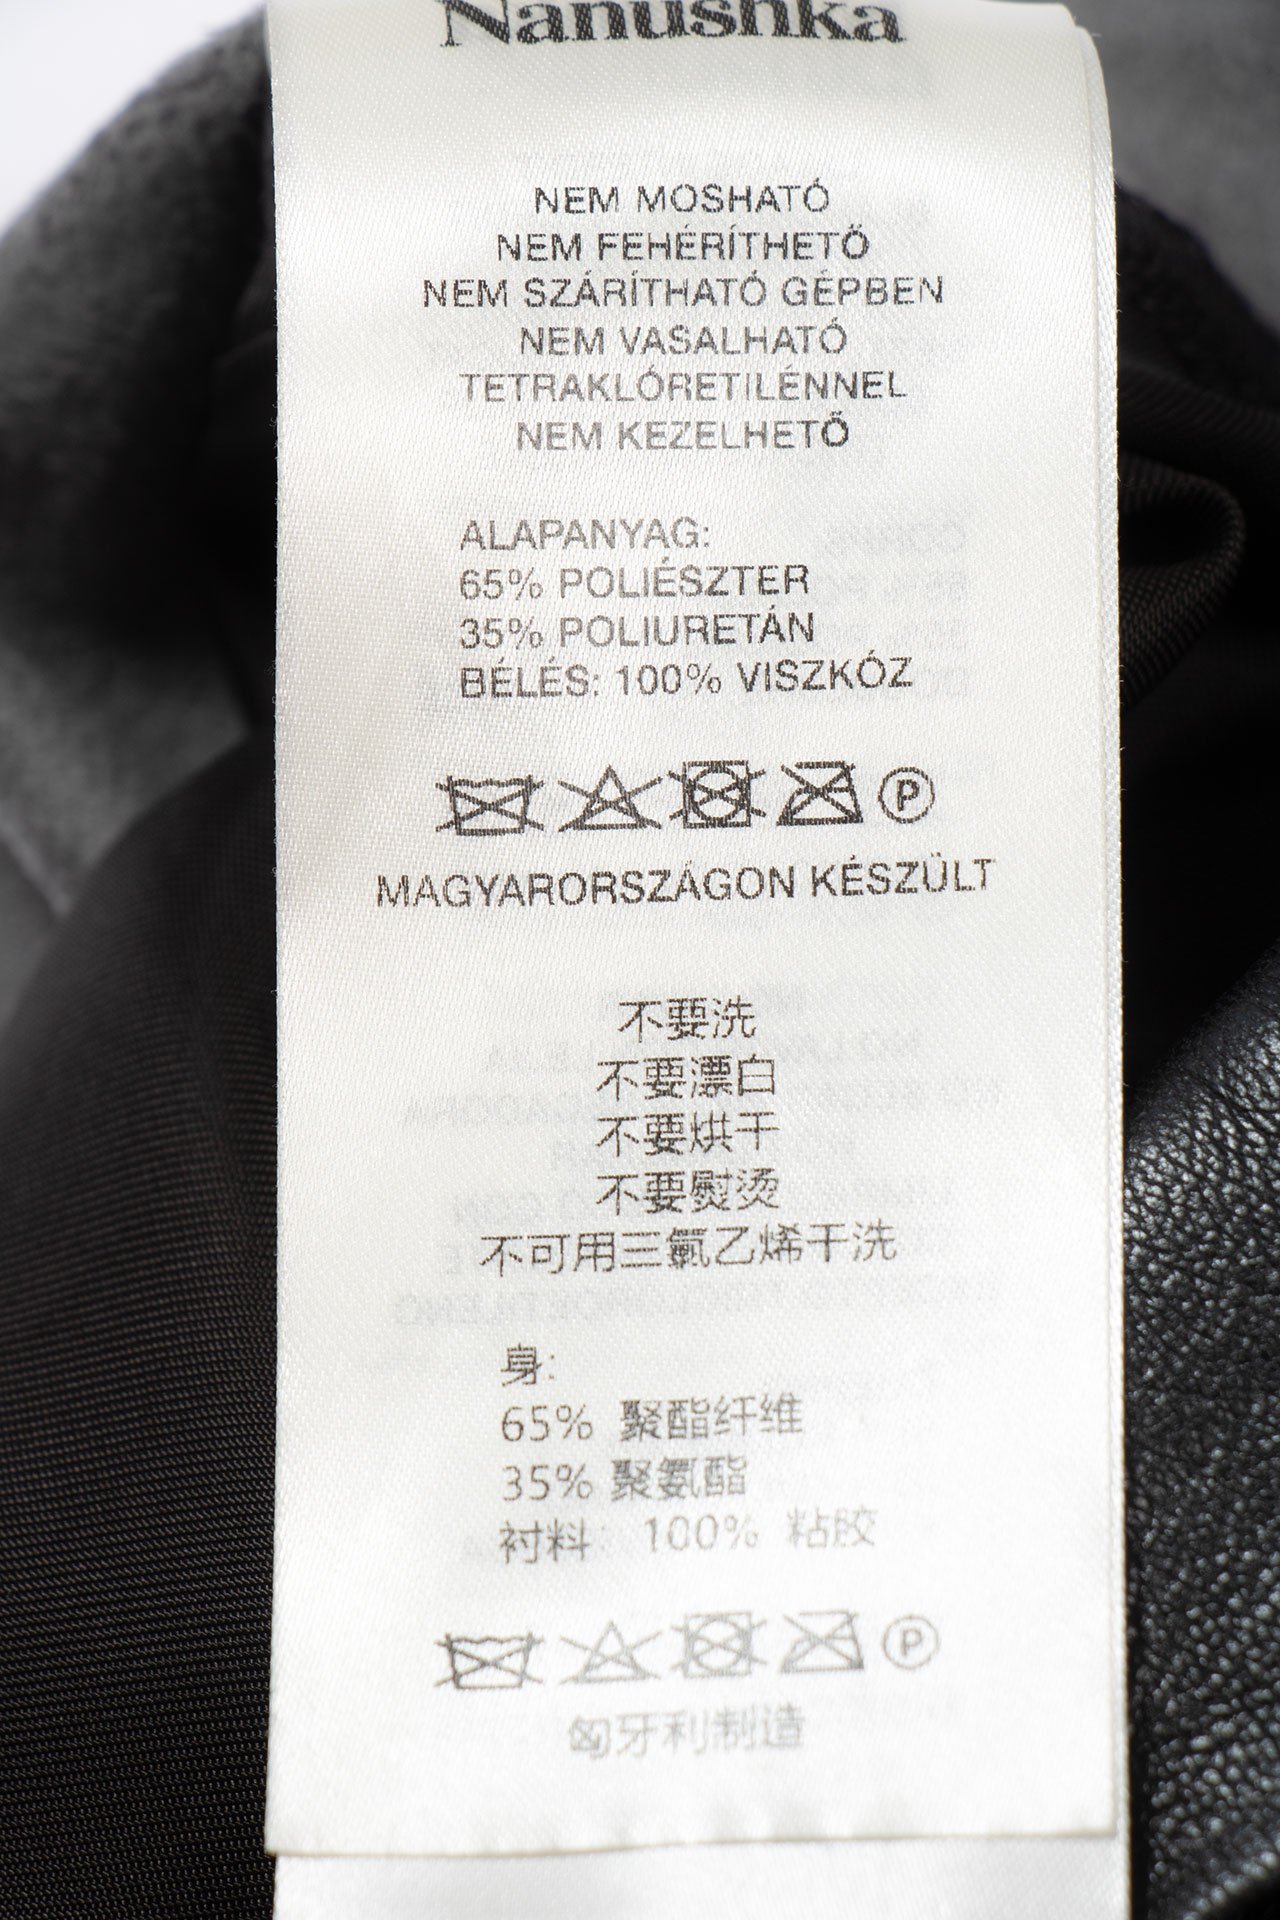 Nanushka
NEM MOSHATÓ
NEM FEHÉRÍTHETŐ
NEM SZÁRÍTHATÓ GÉPBEN
NEM VASALHATÓ
TETRAKLÓRETILÉNNEL
NEM KEZELHETŐ
ALAPANYAG:
65% POLIÉSZTER
35% POLIURETÁN
BÉLÉS: 100% VISZKÓZ
P
MAGYARORSZÁGON KÉSZÜLT
不要洗
不要漂白
不要烘干
不要熨烫
不可用三氯乙烯干洗
身:
65% 聚酯纤维
35% 聚氨酯
衬料: 100% 粘胶
P
匈牙利制造